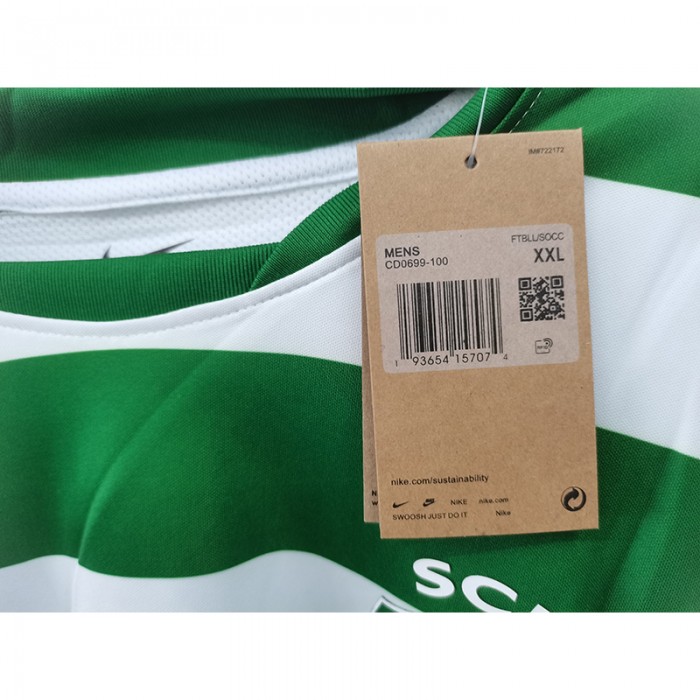 IM#722172
MENS
FTBLL/SOCC
CD0699-100
XXL
1 93654 15707 4
nike.com/sustainability
NIKE nike.com
SWOOSH JUST DO IT Nike
SC